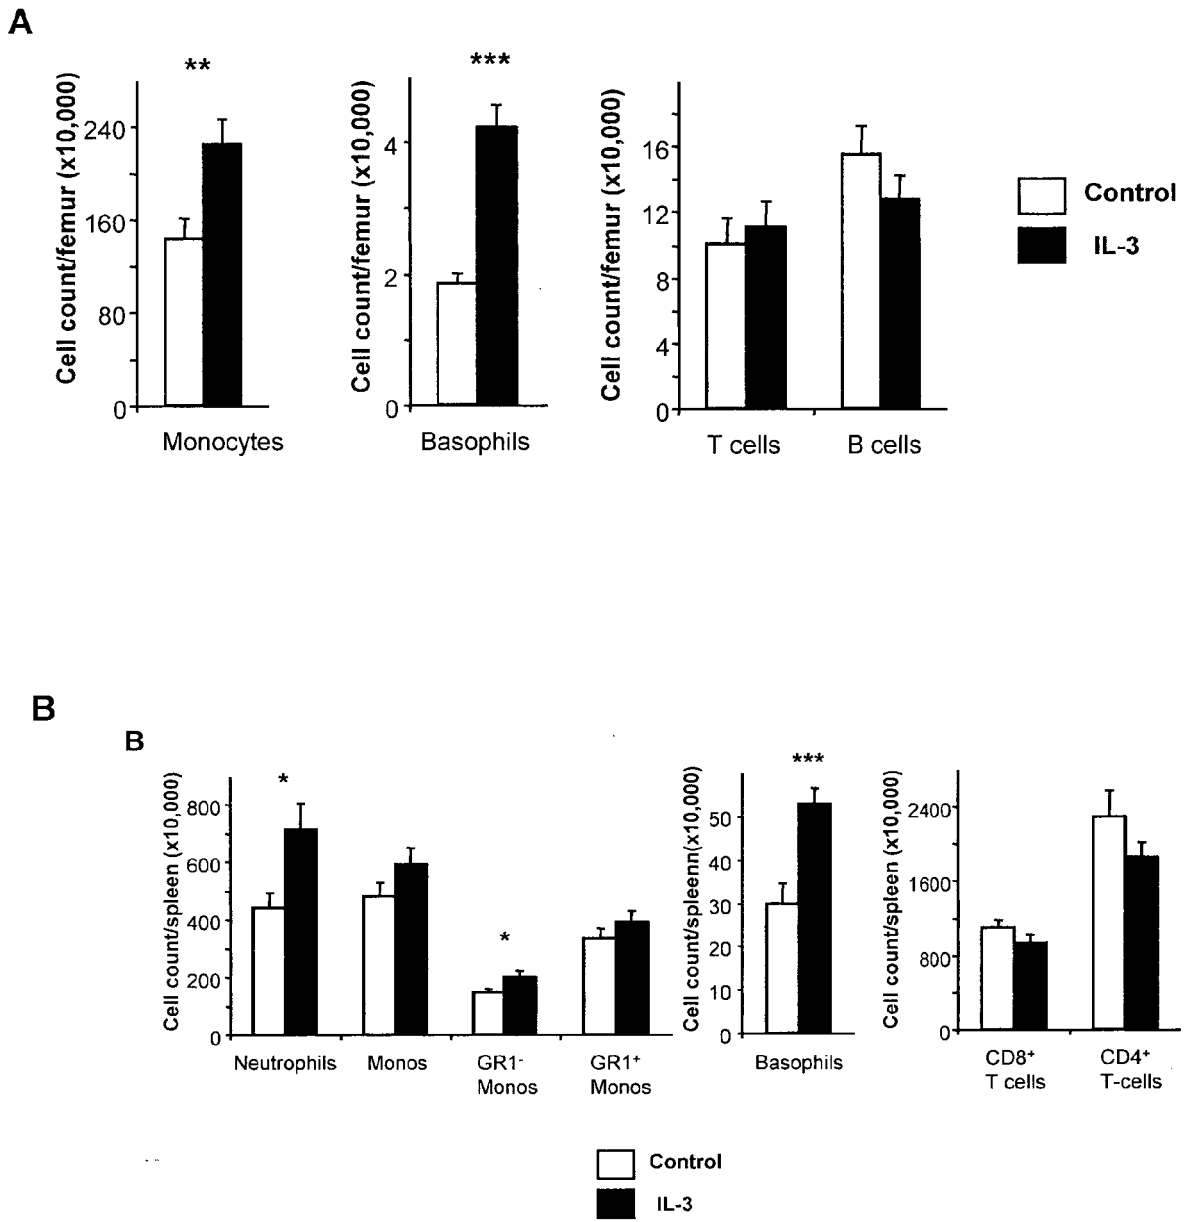 A
**
***
Cell count/femur (x10,000)
240
160
80
0
Monocytes
Cell count/femur (x10,000)
4
2
0
Basophils
Cell count/femur (x10,000)
16
12
8
4
0
T cells
B cells
Control
IL-3
B
B
*
*
***
Cell count/spleen (x10,000)
800
600
400
200
0
Neutrophils
Monos
GR1⁻
Monos
GR1⁺
Monos
Cell count/spleenn(x10,000)
50
40
30
20
10
0
Basophils
Cell count/spleen (x10,000)
2400
1600
800
0
CD8⁺
T cells
CD4⁺
T-cells
Control
IL-3